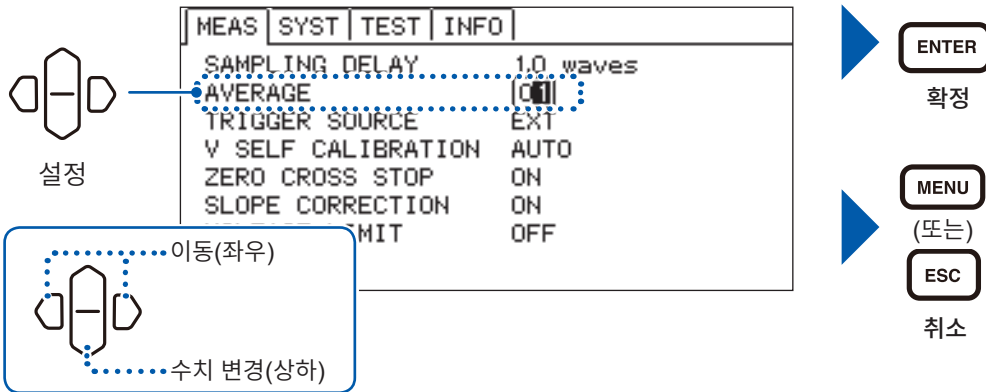 MEAS SYST TEST INFO
SAMPLING DELAY 1.0 waves
AVERAGE 01
TRIGGER SOURCE EXT
V SELF CALIBRATION AUTO
ZERO CROSS STOP ON
SLOPE CORRECTION ON
MIT OFF
설정
이동(좌우)
수치 변경(상하)
ENTER
확정
MENU
(또는)
ESC
취소